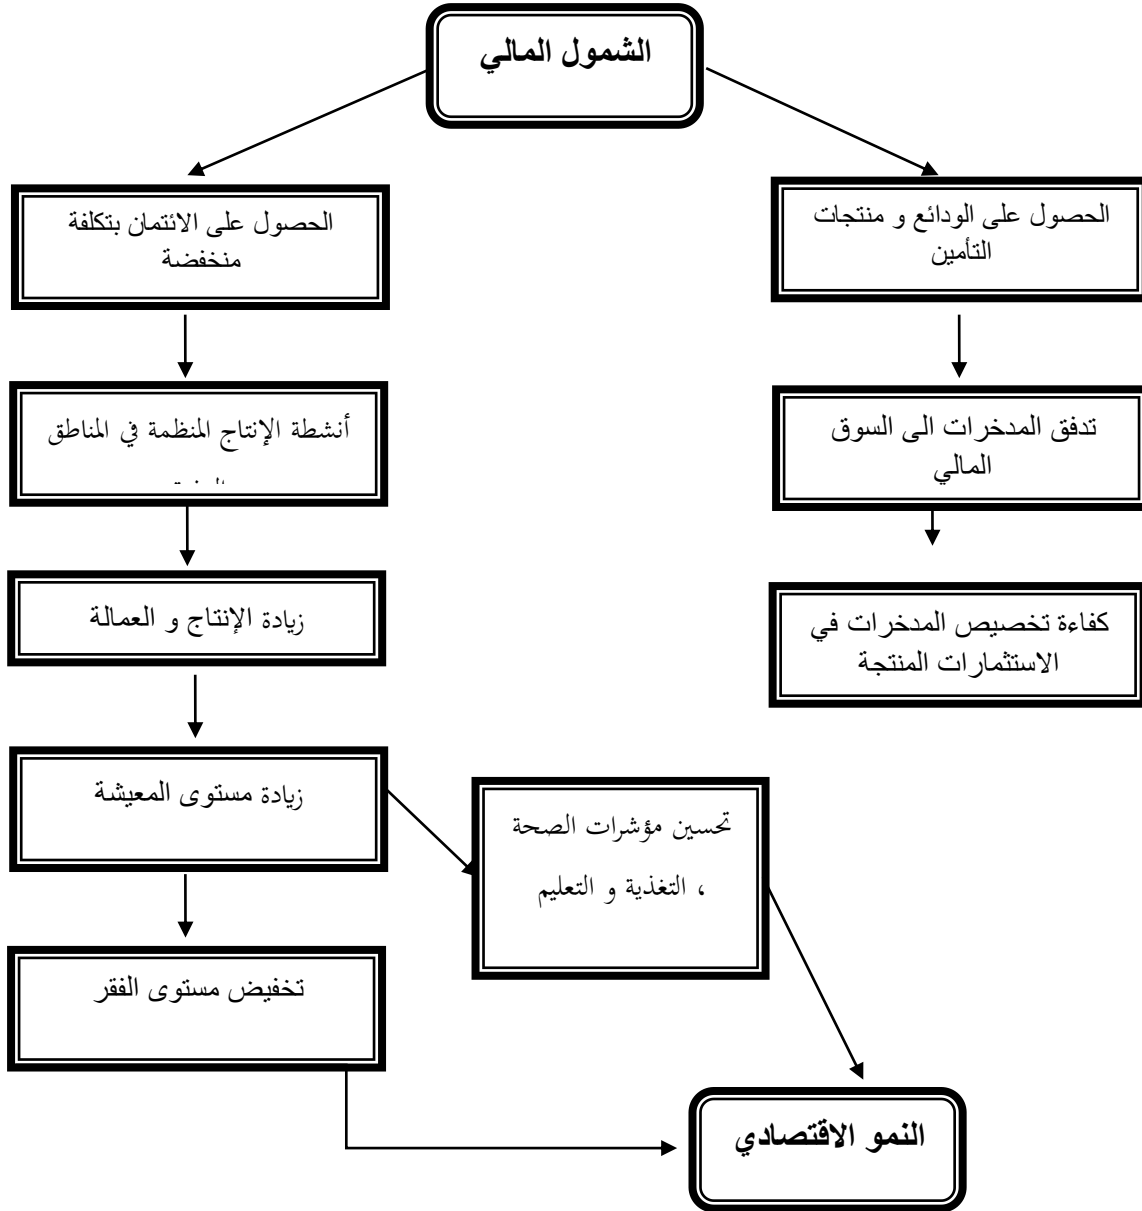 الشمول المالي
الحصول على الودائع و منتجات
التأمين
الحصول على الائتمان بتكلفة
منخفضة
تدفق المدخرات الى السوق
المالي
أنشطة الإنتاج المنظمة في المناطق
كفاءة تخصيص المدخرات في
الاستثمارات المنتجة
زيادة الإنتاج و العمالة
زيادة مستوى المعيشة
تحسين مؤشرات الصحة
، التغذية و التعليم
تخفيض مستوى الفقر
النمو الاقتصادي